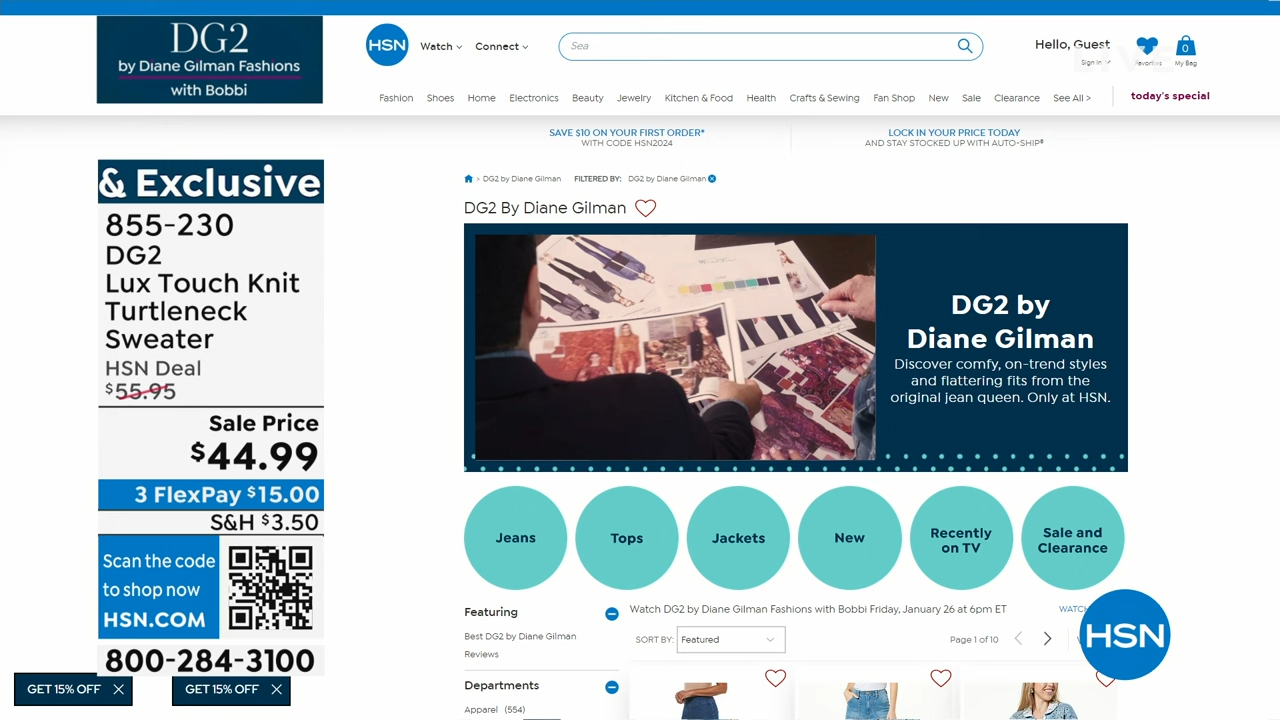 DG2
by Diane Gilman Fashions
with Bobbi
HSN
Watch
Connect
Sea
Hello, Guest
Sign In
Favorites
0
My Bag
Fashion Shoes Home Electronics Beauty Jewelry Kitchen & Food Health Crafts & Sewing Fan Shop New Sale Clearance See All >
today's special
SAVE $10 ON YOUR FIRST ORDER*
WITH CODE HSN2024
LOCK IN YOUR PRICE TODAY
AND STAY STOCKED UP WITH AUTO-SHIP®
& Exclusive
855-230
DG2
Lux Touch Knit
Turtleneck
Sweater
HSN Deal
$55.95
Sale Price
$44.99
3 FlexPay $15.00
S&H $3.50
Scan the code
to shop now
HSN.COM
800-284-3100
GET 15% OFF
GET 15% OFF
> DG2 by Diane Gilman FILTERED BY: DG2 by Diane Gilman
DG2 By Diane Gilman
DG2 by
Diane Gilman
Discover comfy, on-trend styles
and flattering fits from the
original jean queen. Only at HSN.
Jeans
Tops
Jackets
New
Recently
on TV
Sale and
Clearance
Featuring
Best DG2 by Diane Gilman
Reviews
Departments
Apparel (554)
Watch DG2 by Diane Gilman Fashions with Bobbi Friday, January 26 at 6pm ET
SORT BY: Featured
Page 1 of 10
HSN